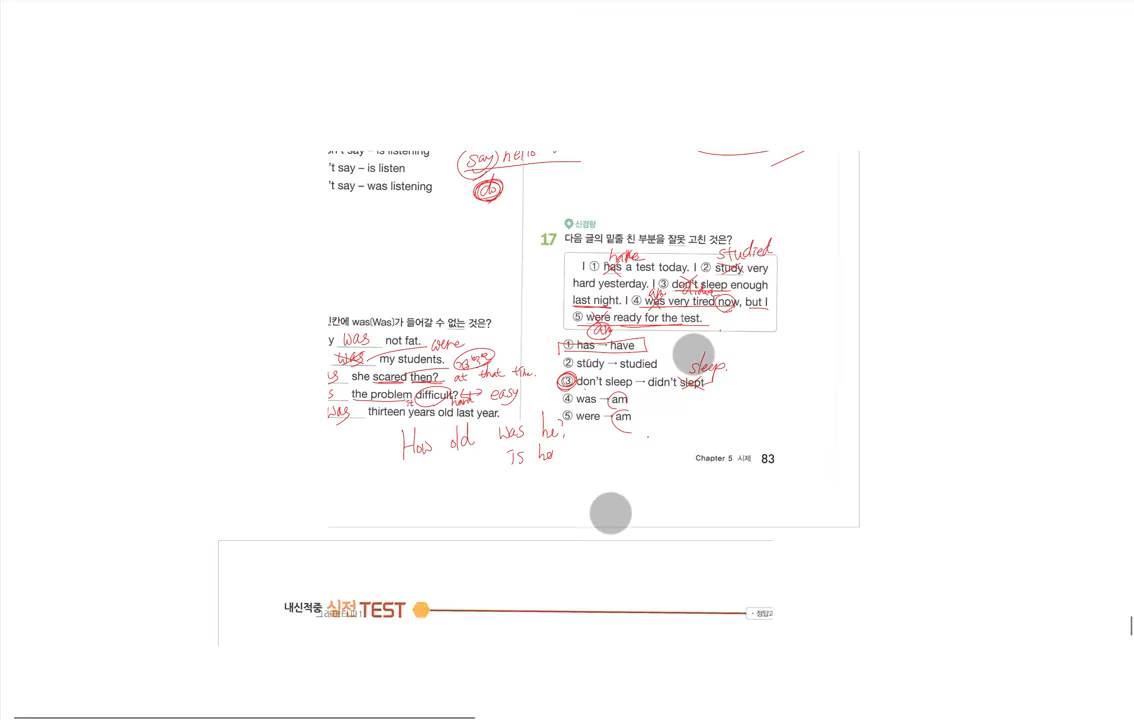 n't say – is listening
't say – is listen
't say – was listening
say hello
do
빈칸에 was(Was)가 들어갈 수 없는 것은?
y was not fat. were
was my students.
she scared then? at that time.
s the problem difficult? it hard easy
was thirteen years old last year.
How old was he?
is he
신경향
17 다음 글의 밑줄 친 부분을 잘못 고친 것은?
have studied
I ① has a test today. I ② study very
hard yesterday. I ③ don't sleep enough
am didn't
last night. I ④ was very tired now, but I
⑤ were ready for the test.
am
① has → have
② study → studied
sleep
③ don't sleep → didn't slept
④ was → am
⑤ were → am
Chapter 5 시제 83
내신적중 실전 TEST
정답과